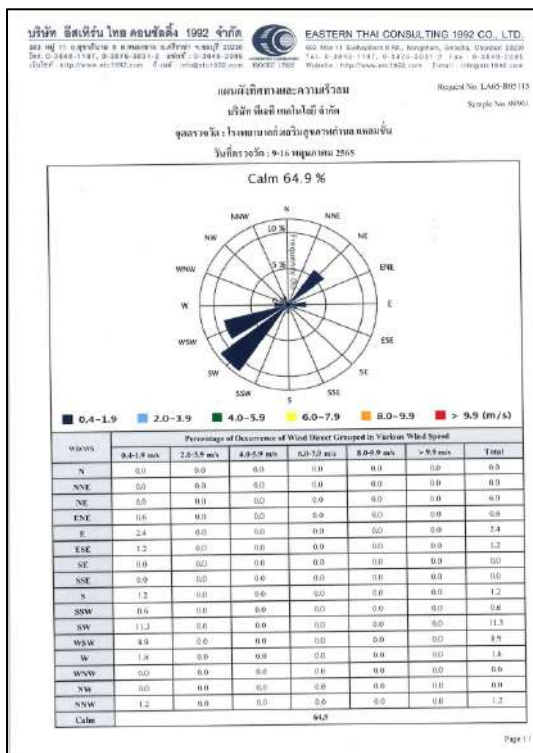 บริษัท อีสเทิร์น ไทย คอนซัลติ้ง 1992 จำกัด
EASTERN THAI CONSULTING 1992 CO., LTD.
แผนผังทิศทางและความเร็วลม
Request No. LA65-R05115
บริษัท ทีเอที เทคโนโลยี จำกัด
Sample No. 09961
จุดตรวจวัด : โรงพยาบาลส่งเสริมสุขภาพตำบล แหลมชั่น
วันที่ตรวจวัด : 9-16 พฤษภาคม 2565
Calm 64.9 %
N
NNW
NNE
10 %
NW
NE
5 %
WNW
ENE
W
E
WSW
ESE
SW
SE
SSW
SSE
S
0.4-1.9 2.0-3.9 4.0-5.9 6.0-7.9 8.0-9.9 > 9.9 (m/s)
Percentage of Occurrence of Wind Direct Grouped in Various Wind Speed
WD/WS 0.4-1.9 m/s 2.0-3.9 m/s 4.0-5.9 m/s 6.0-7.9 m/s 8.0-9.9 m/s > 9.9 m/s Total
N 0.0 0.0 0.0 0.0 0.0 0.0 0.0
NNE 0.0 0.0 0.0 0.0 0.0 0.0 0.0
NE 6.0 0.0 0.0 0.0 0.0 0.0 6.0
ENE 0.6 0.0 0.0 0.0 0.0 0.0 0.6
E 2.4 0.0 0.0 0.0 0.0 0.0 2.4
ESE 1.2 0.0 0.0 0.0 0.0 0.0 1.2
SE 0.0 0.0 0.0 0.0 0.0 0.0 0.0
SSE 0.0 0.0 0.0 0.0 0.0 0.0 0.0
S 1.2 0.0 0.0 0.0 0.0 0.0 1.2
SSW 0.6 0.0 0.0 0.0 0.0 0.0 0.6
SW 11.3 0.0 0.0 0.0 0.0 0.0 11.3
WSW 8.9 0.0 0.0 0.0 0.0 0.0 8.9
W 1.8 0.0 0.0 0.0 0.0 0.0 1.8
WNW 0.0 0.0 0.0 0.0 0.0 0.0 0.0
NW 0.0 0.0 0.0 0.0 0.0 0.0 0.0
NNW 1.2 0.0 0.0 0.0 0.0 0.0 1.2
Calm 64.9